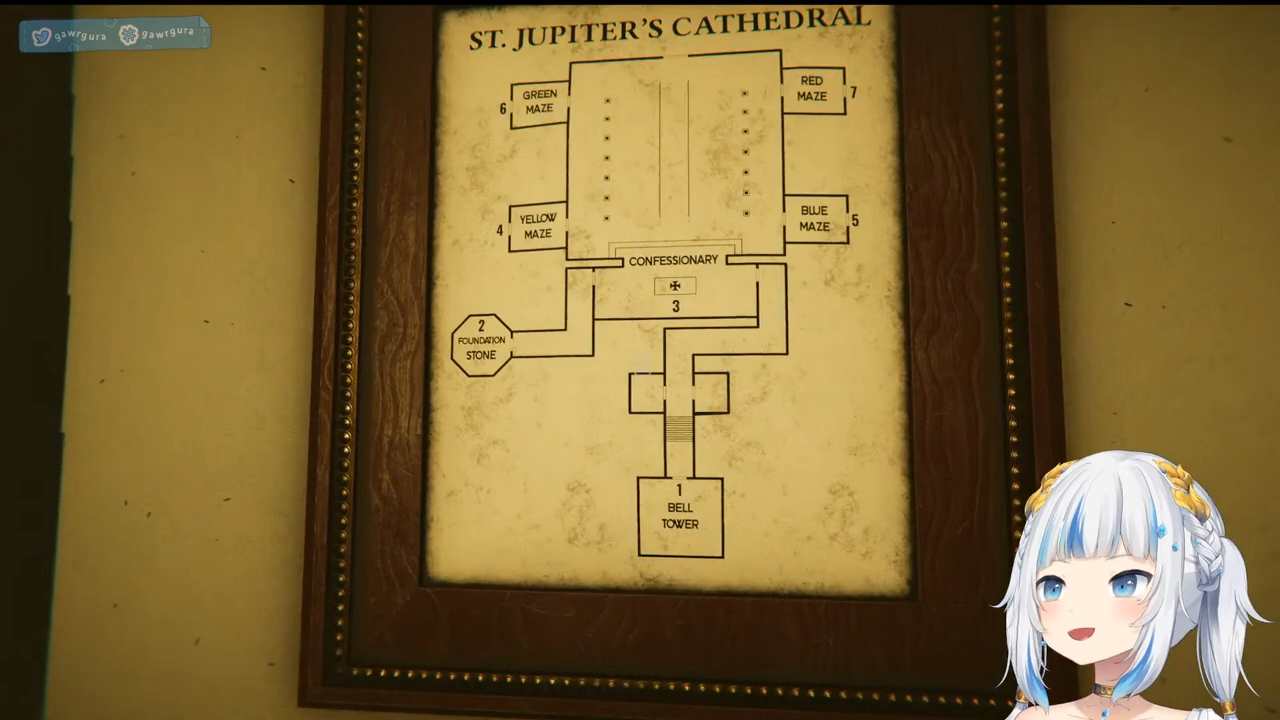 gawrgura gawrgura
ST. JUPITER'S CATHEDRAL
6
GREEN
MAZE
RED
MAZE
7
4
YELLOW
MAZE
BLUE
MAZE
5
CONFESSIONARY
3
2
FOUNDATION
STONE
1
BELL
TOWER